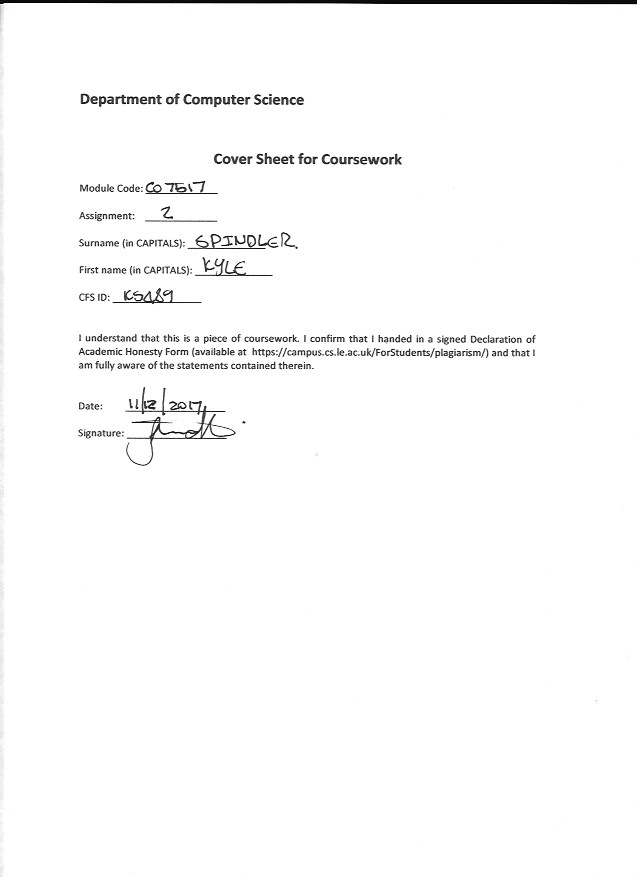 Department of Computer Science
Cover Sheet for Coursework
Module Code: CO 7517
Assignment: 2
Surname (in CAPITALS): SPINDLER.
First name (in CAPITALS): KYLE
CFS ID: KS189
I understand that this is a piece of coursework. I confirm that I handed in a signed Declaration of
Academic Honesty Form (available at https://campus.cs.le.ac.uk/ForStudents/plagiarism/) and that I
am fully aware of the statements contained therein.
Date: 11/12/2017
Signature: